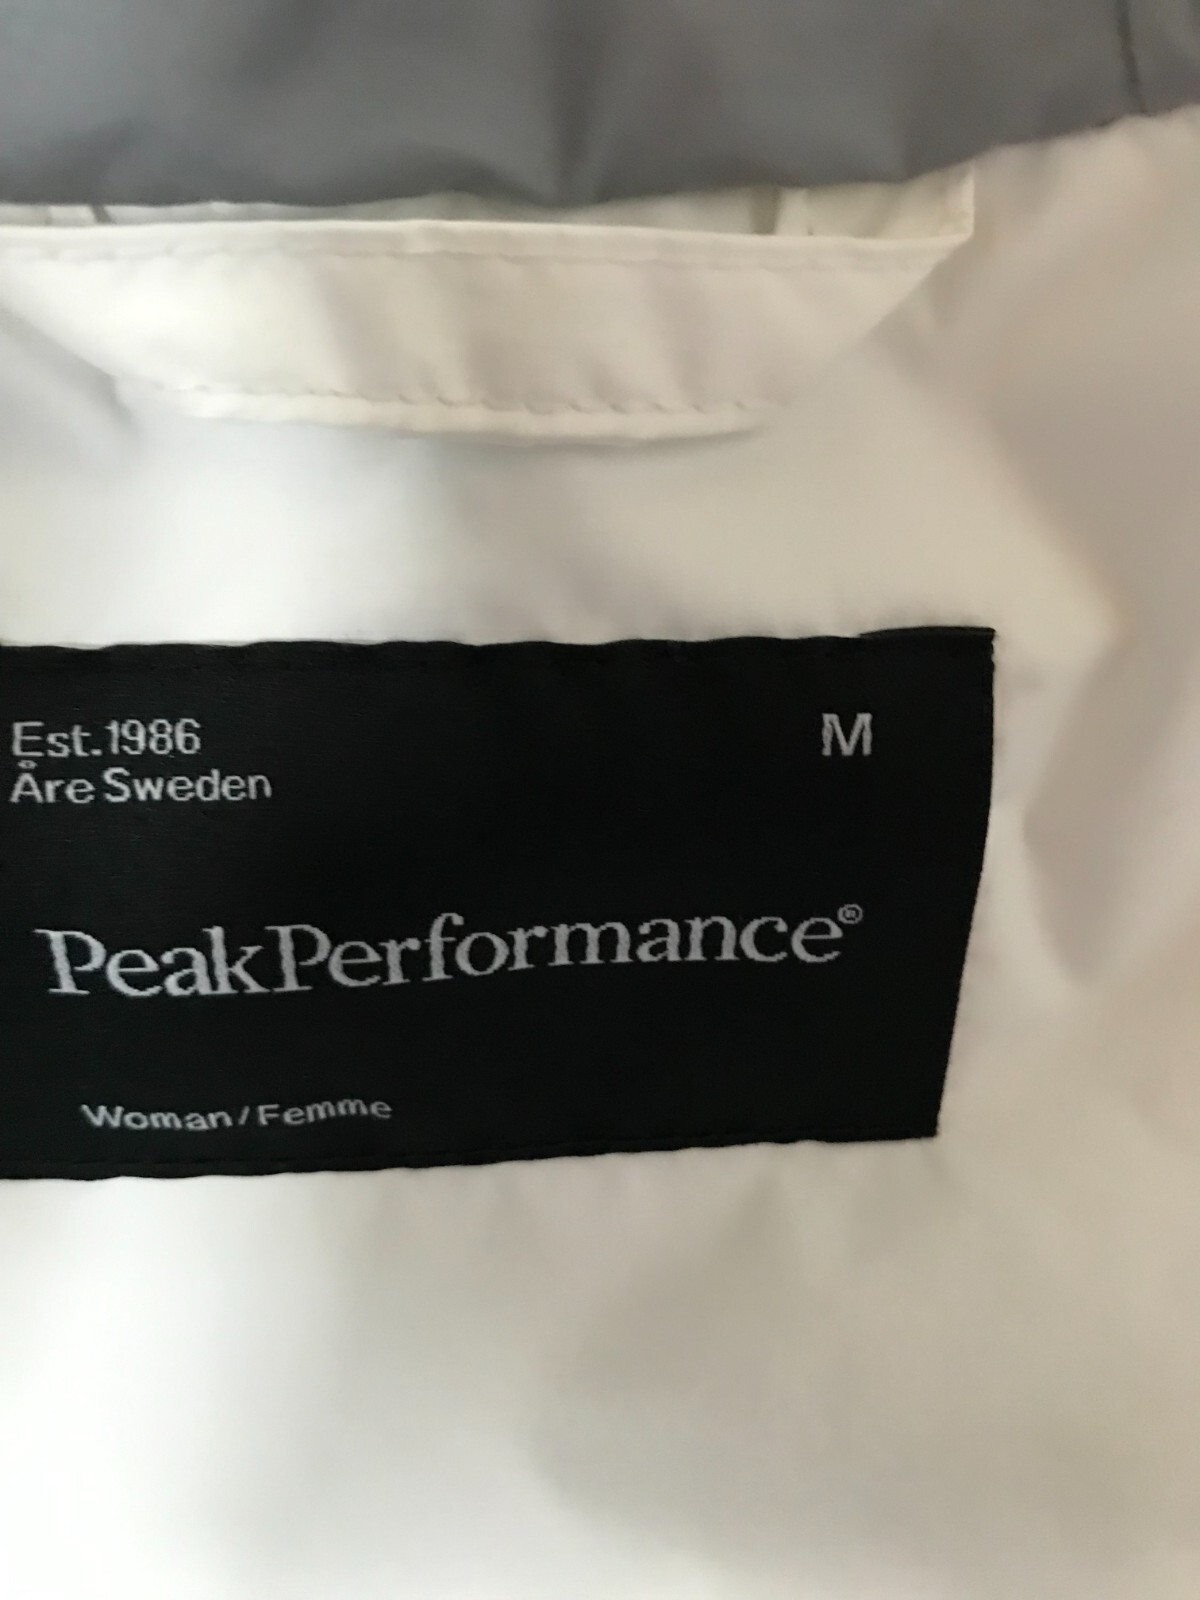 Est.1986
M
Åre Sweden
PeakPerformance®
Woman/Femme